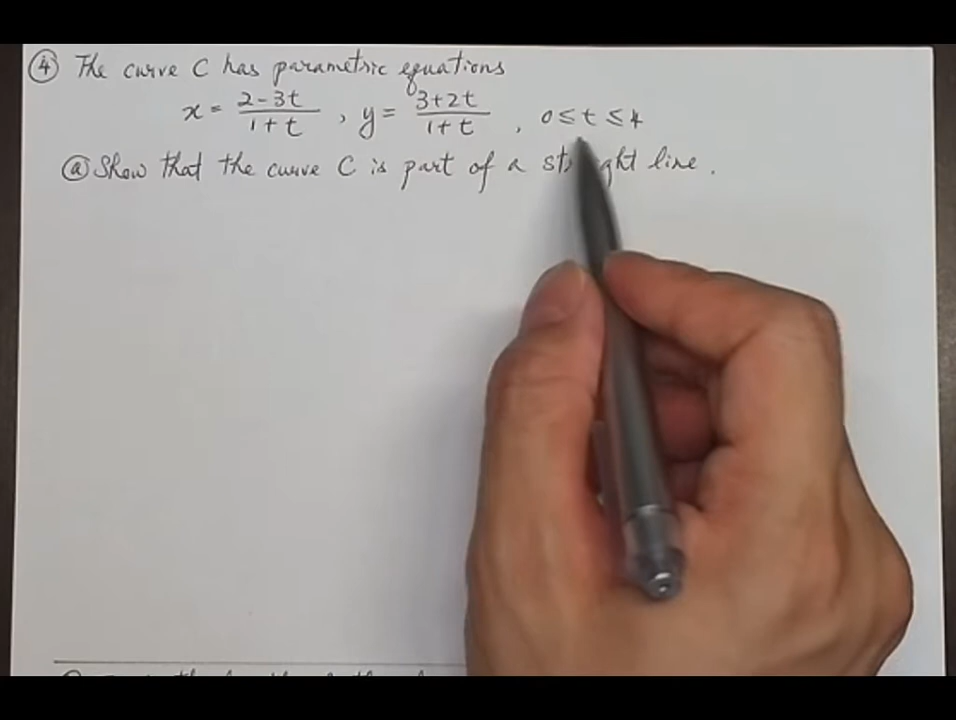 ④ The curve C has parametric equations
x = 2-3t / 1+t , y = 3+2t / 1+t , 0 ≤ t ≤ 4
ⓐ Show that the curve C is part of a line.